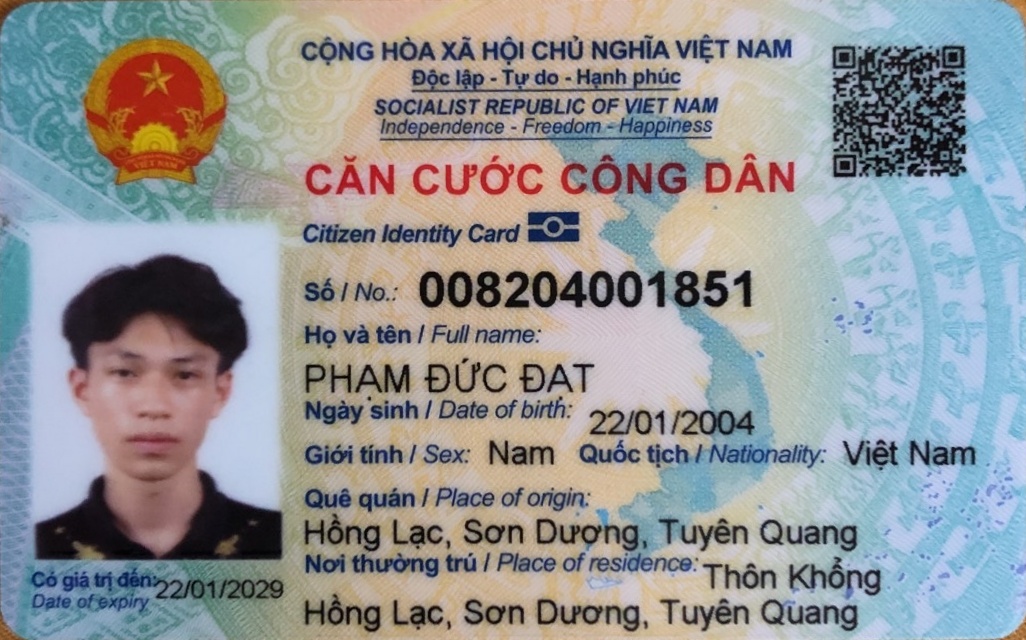 CỘNG HÒA XÃ HỘI CHỦ NGHĨA VIỆT NAM
Độc lập - Tự do - Hạnh phúc
SOCIALIST REPUBLIC OF VIET NAM
Independence - Freedom - Happiness
CĂN CƯỚC CÔNG DÂN
Citizen Identity Card
Số / No.: 008204001851
Họ và tên / Full name:
PHẠM ĐỨC ĐẠT
Ngày sinh / Date of birth: 22/01/2004
Giới tính / Sex: Nam Quốc tịch / Nationality: Việt Nam
Quê quán / Place of origin:
Hồng Lạc, Sơn Dương, Tuyên Quang
Nơi thường trú / Place of residence: Thôn Khổng
Hồng Lạc, Sơn Dương, Tuyên Quang
Có giá trị đến: 22/01/2029
Date of expiry
VIỆT NAM